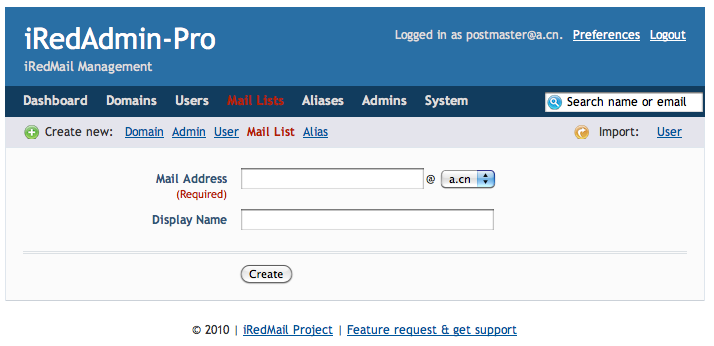 iRedAdmin-Pro
Logged in as postmaster@a.cn. Preferences Logout
iRedMail Management
Dashboard Domains Users Mail Lists Aliases Admins System Search name or email
Create new: Domain Admin User Mail List Alias Import: User
Mail Address @ a.cn
(Required)
Display Name
Create
© 2010 | iRedMail Project | Feature request & get support